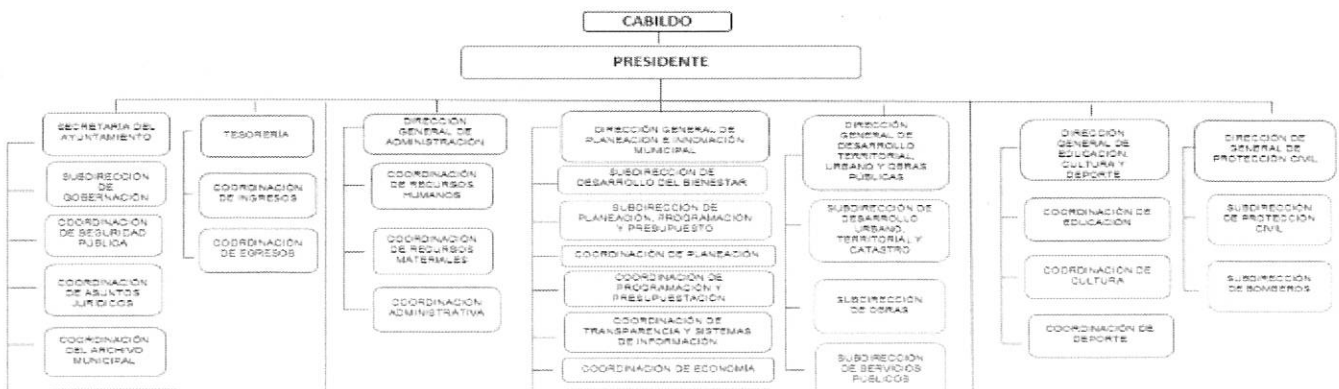 CABILDO
PRESIDENTE
SECRETARIA DEL
AYUNTAMIENTO
SUBDIRECCIÓN
DE
GOBERNACIÓN
COORDINACIÓN
DE SEGURIDAD
PÚBLICA
COORDINACIÓN
DE ASUNTOS
JURÍDICOS
COORDINACIÓN
DEL ARCHIVO
MUNICIPAL
TESORERÍA
COORDINACIÓN
DE INGRESOS
COORDINACIÓN
DE EGRESOS
DIRECCIÓN
GENERAL DE
ADMINISTRACIÓN
COORDINACIÓN
DE RECURSOS
HUMANOS
COORDINACIÓN
DE RECURSOS
MATERIALES
COORDINACIÓN
ADMINISTRATIVA
DIRECCIÓN GENERAL DE
PLANEACIÓN E INNOVACIÓN
MUNICIPAL
SUBDIRECCIÓN DE
DESARROLLO DEL BIENESTAR
SUBDIRECCIÓN DE
PLANEACIÓN, PROGRAMACIÓN
Y PRESUPUESTO
COORDINACIÓN DE PLANEACIÓN
COORDINACIÓN DE
PROGRAMACIÓN Y
PRESUPUESTACIÓN
COORDINACIÓN DE
TRANSPARENCIA Y SISTEMAS
DE INFORMACIÓN
COORDINACIÓN DE ECONOMÍA
DIRECCIÓN
GENERAL DE
DESARROLLO
TERRITORIAL,
URBANO Y OBRAS
PÚBLICAS
SUBDIRECCIÓN DE
DESARROLLO
URBANO,
TERRITORIAL Y
CATASTRO
SUBDIRECCIÓN
DE OBRAS
SUBDIRECCIÓN
DE SERVICIOS
PÚBLICOS
DIRECCIÓN
GENERAL DE
EDUCACIÓN,
CULTURA Y
DEPORTE
COORDINACIÓN DE
EDUCACIÓN
COORDINACIÓN DE
CULTURA
COORDINACIÓN DE
DEPORTE
DIRECCIÓN DE
GENERAL DE
PROTECCIÓN CIVIL
SUBDIRECCIÓN
DE PROTECCIÓN
CIVIL
SUBDIRECCIÓN
DE BOMBEROS